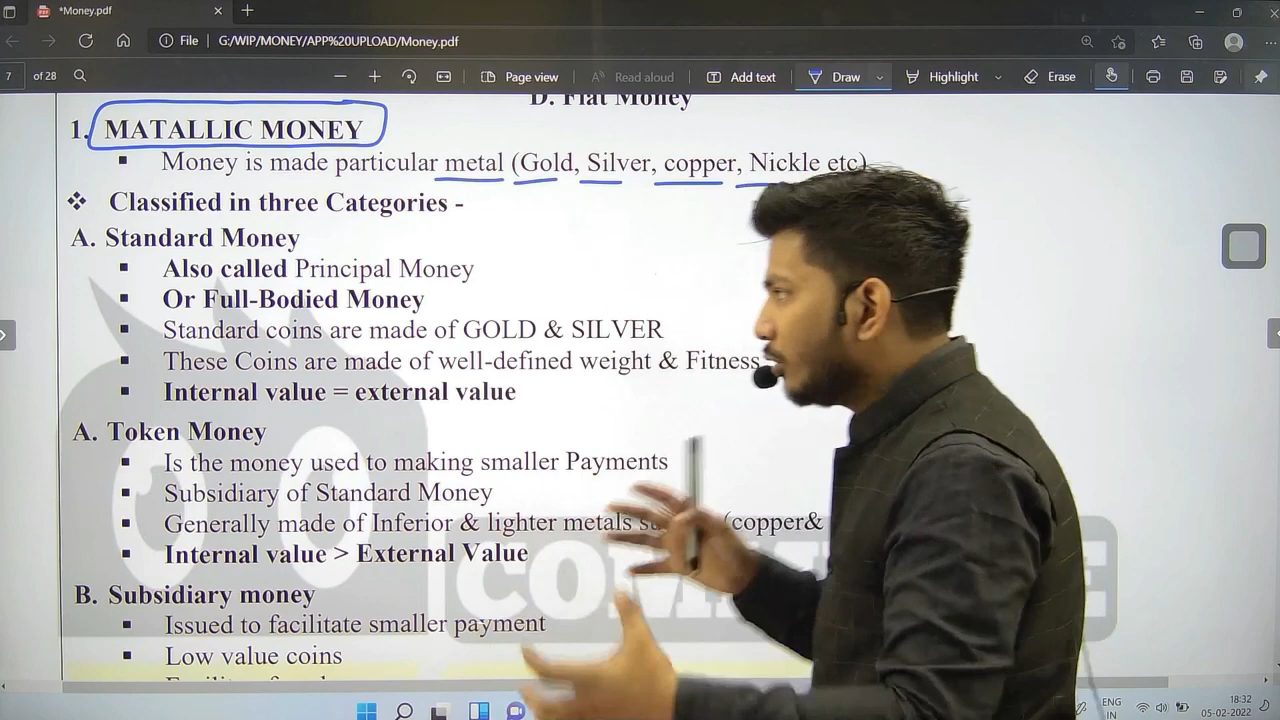 *Money.pdf
File G:/WIP/MONEY/APP%20UPLOAD/Money.pdf
7 of 28 Page view Read aloud Add text Draw Highlight Erase
D. Fiat Money
1. MATALLIC MONEY
Money is made particular metal (Gold, Silver, copper, Nickle etc)
Classified in three Categories -
A. Standard Money
Also called Principal Money
Or Full-Bodied Money
Standard coins are made of GOLD & SILVER
These Coins are made of well-defined weight & Fitness
Internal value = external value
A. Token Money
Is the money used to making smaller Payments
Subsidiary of Standard Money
Generally made of Inferior & lighter metals (copper&
Internal value > External Value
B. Subsidiary money
Issued to facilitate smaller payment
Low value coins
ENG
IN
18:32
05-02-2022